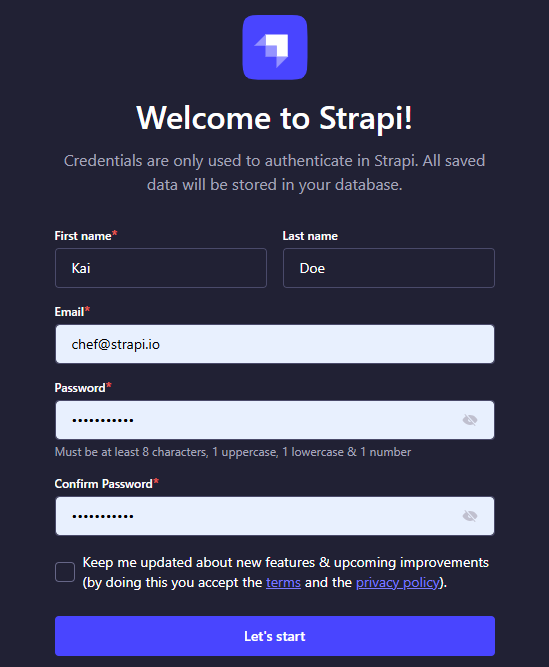 Welcome to Strapi!
Credentials are only used to authenticate in Strapi. All saved
data will be stored in your database.
First name*
Last name
Kai
Doe
Email*
chef@strapi.io
Password*
•••••••••••
Must be at least 8 characters, 1 uppercase, 1 lowercase & 1 number
Confirm Password*
•••••••••••
Keep me updated about new features & upcoming improvements
(by doing this you accept the terms and the privacy policy).
Let's start